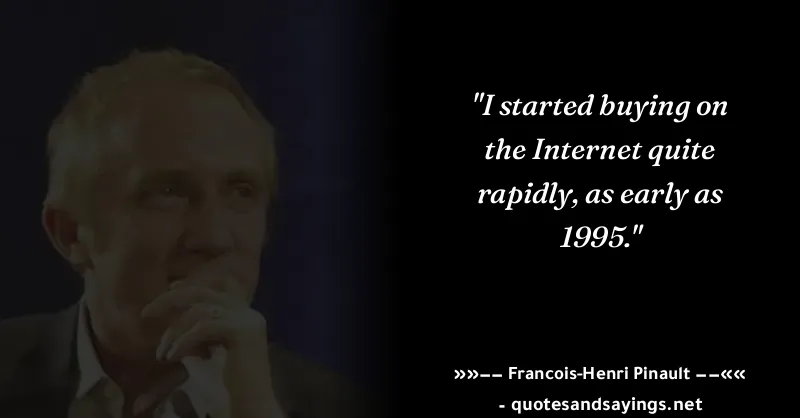 "I started buying on
the Internet quite
rapidly, as early as
1995."
»»−− Francois-Henri Pinault −−««
- quotesandsayings.net